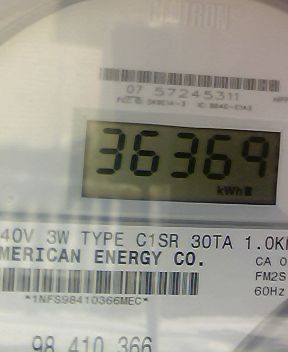 CENTRON®
07 57245311
36369
kWh
40V 3W TYPE C1SR 30TA 1.0K
MERICAN ENERGY CO.
CA 0
FM2S
60Hz
*1NFS98410366MEC*
98 410 366